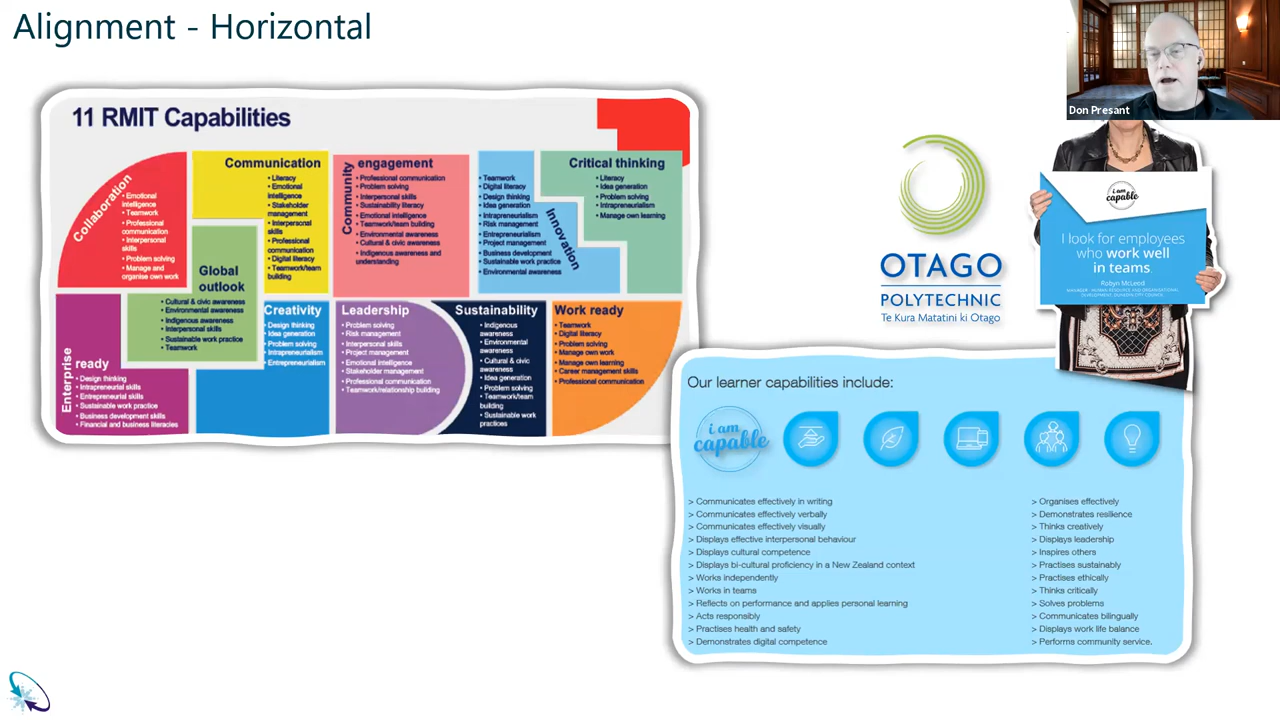 Alignment - Horizontal
Don Presant
11 RMIT Capabilities
Collaboration
• Emotional
intelligence
• Teamwork
• Professional
communication
• Interpersonal
skills
• Problem solving
• Manage and
organise own work
Communication
• Literacy
• Emotional
intelligence
• Stakeholder
management
• Interpersonal
skills
• Professional
communication
• Digital literacy
• Teamwork/team
building
Community
engagement
• Professional communication
• Problem solving
• Interpersonal skills
• Sustainability literacy
• Emotional intelligence
• Teamwork/team building
• Environmental awareness
• Cultural & civic awareness
• Indigenous awareness and
understanding
Innovation
• Teamwork
• Digital literacy
• Design thinking
• Idea generation
• Intrapreneurialism
• Risk management
• Entrepreneurialism
• Project management
• Business development
• Sustainable work practice
• Environmental awareness
Critical thinking
• Literacy
• Idea generation
• Problem solving
• Intrapreneurialism
• Manage own learning
Global
outlook
• Cultural & civic awareness
• Environmental awareness
• Indigenous awareness
• Interpersonal skills
• Sustainable work practice
• Teamwork
Enterprise
ready
• Design thinking
• Intrapreneurial skills
• Entrepreneurial skills
• Sustainable work practice
• Business development skills
• Financial and business literacies
Creativity
• Design thinking
• Idea generation
• Problem solving
• Intrapreneurialism
• Entrepreneurialism
Leadership
• Problem solving
• Risk management
• Interpersonal skills
• Project management
• Emotional intelligence
• Stakeholder management
• Professional communication
• Teamwork/relationship building
Sustainability
• Indigenous
awareness
• Environmental
awareness
• Cultural & civic
awareness
• Idea generation
• Problem solving
• Teamwork/team
building
• Sustainable work
practices
Work ready
• Teamwork
• Digital literacy
• Problem solving
• Manage own work
• Manage own learning
• Career management skills
• Professional communication
OTAGO
POLYTECHNIC
Te Kura Matatini ki Otago
i am
capable
I look for employees
who work well
in teams.
Robyn McLeod
MANAGER - HUMAN RESOURCE AND ORGANISATIONAL
DEVELOPMENT, DUNEDIN CITY COUNCIL
Our learner capabilities include:
i am
capable
> Communicates effectively in writing
> Communicates effectively verbally
> Communicates effectively visually
> Displays effective interpersonal behaviour
> Displays cultural competence
> Displays bi-cultural proficiency in a New Zealand context
> Works independently
> Works in teams
> Reflects on performance and applies personal learning
> Acts responsibly
> Practises health and safety
> Demonstrates digital competence
> Organises effectively
> Demonstrates resilience
> Thinks creatively
> Displays leadership
> Inspires others
> Practises sustainably
> Practises ethically
> Thinks critically
> Solves problems
> Communicates bilingually
> Displays work life balance
> Performs community service.